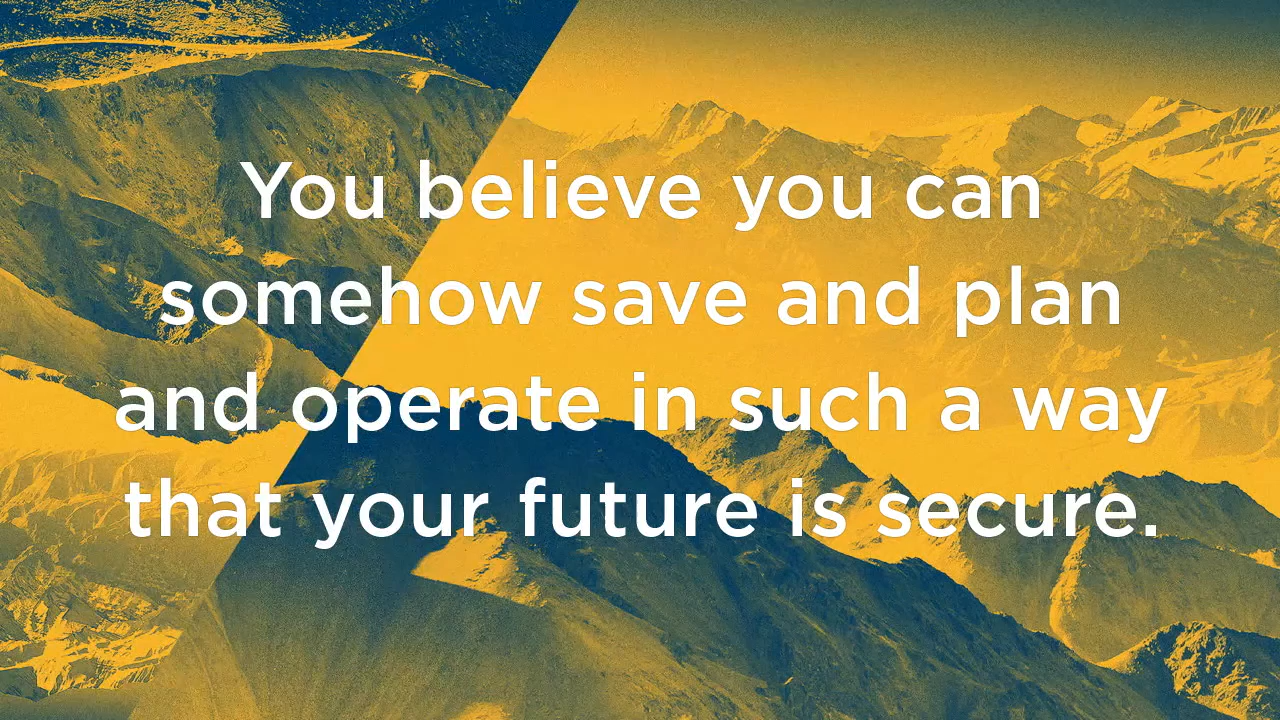 You believe you can
somehow save and plan
and operate in such a way
that your future is secure.